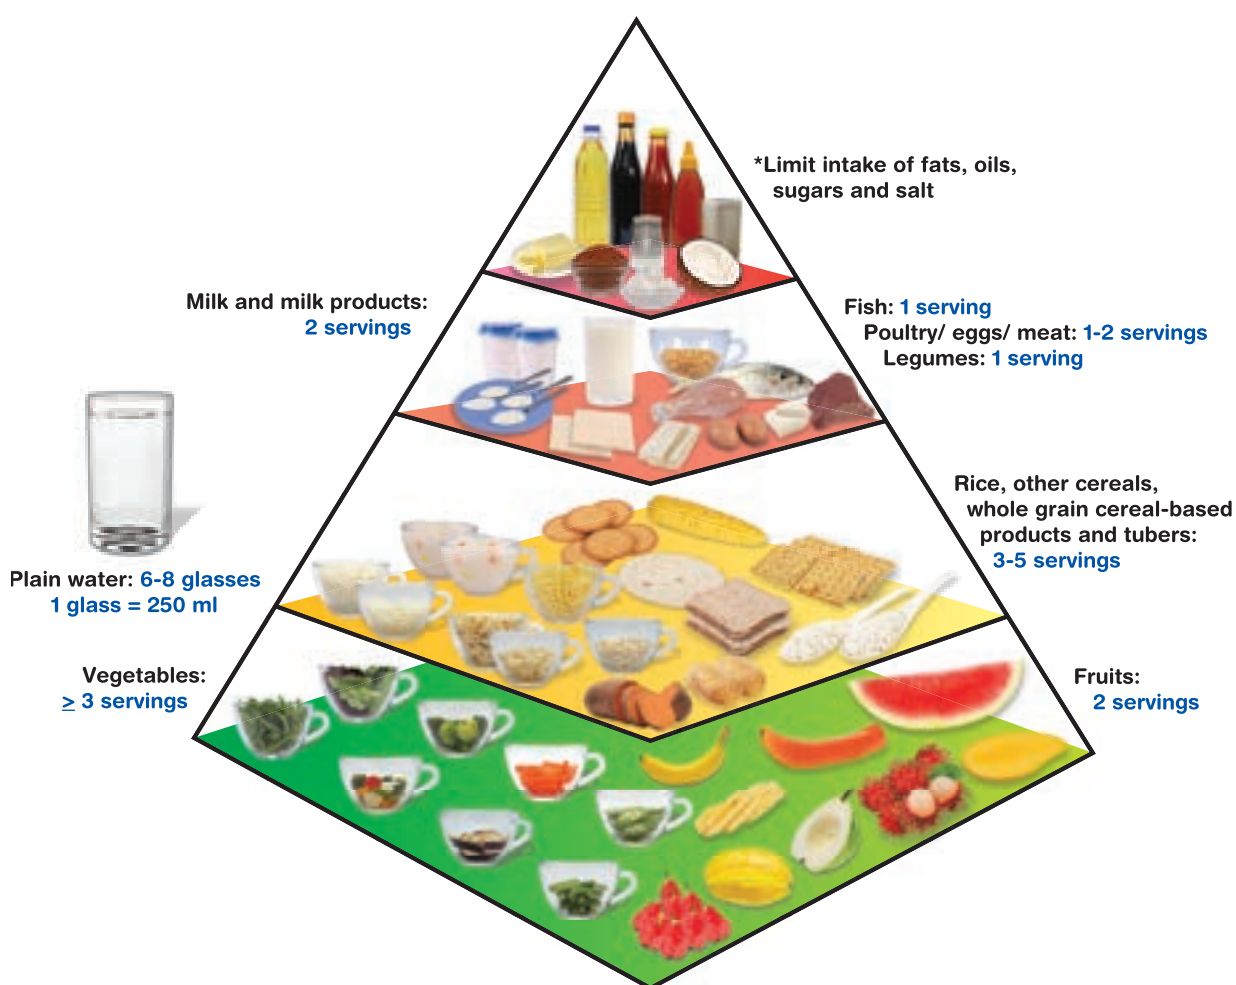 *Limit intake of fats, oils,
sugars and salt
Milk and milk products:
2 servings
Fish: 1 serving
Poultry/ eggs/ meat: 1-2 servings
Legumes: 1 serving
Rice, other cereals,
whole grain cereal-based
products and tubers:
3-5 servings
Plain water: 6-8 glasses
1 glass = 250 ml
Vegetables:
≥ 3 servings
Fruits:
2 servings